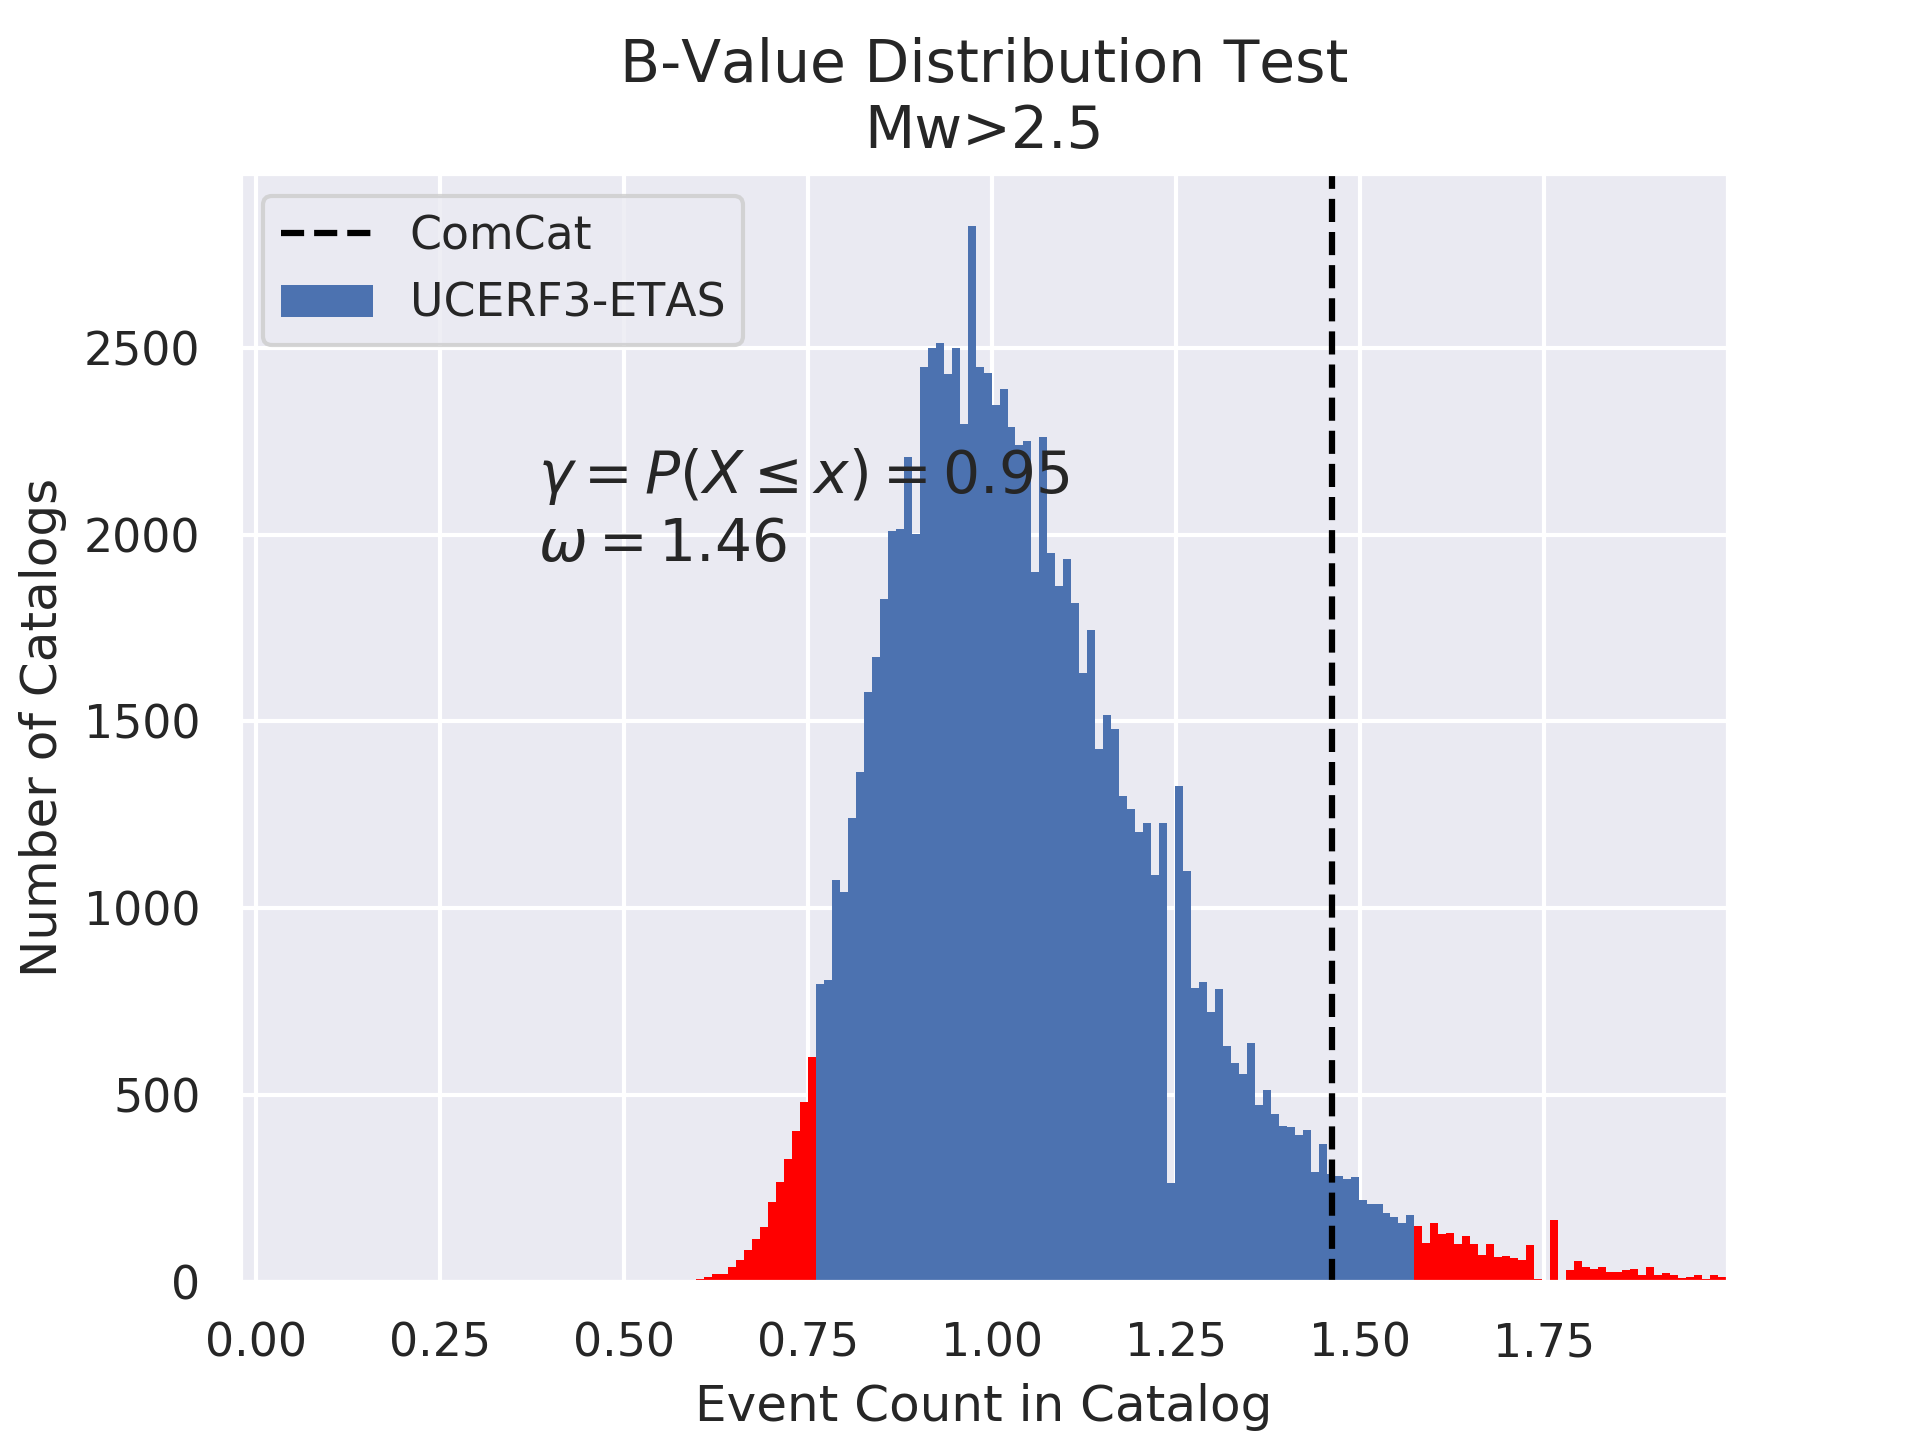 B-Value Distribution Test
Mw>2.5
ComCat
UCERF3-ETAS
γ = P(X ≤ x) = 0.95
ω = 1.46
Number of Catalogs
2500
2000
1500
1000
500
0
0.00 0.25 0.50 0.75 1.00 1.25 1.50 1.75
Event Count in Catalog